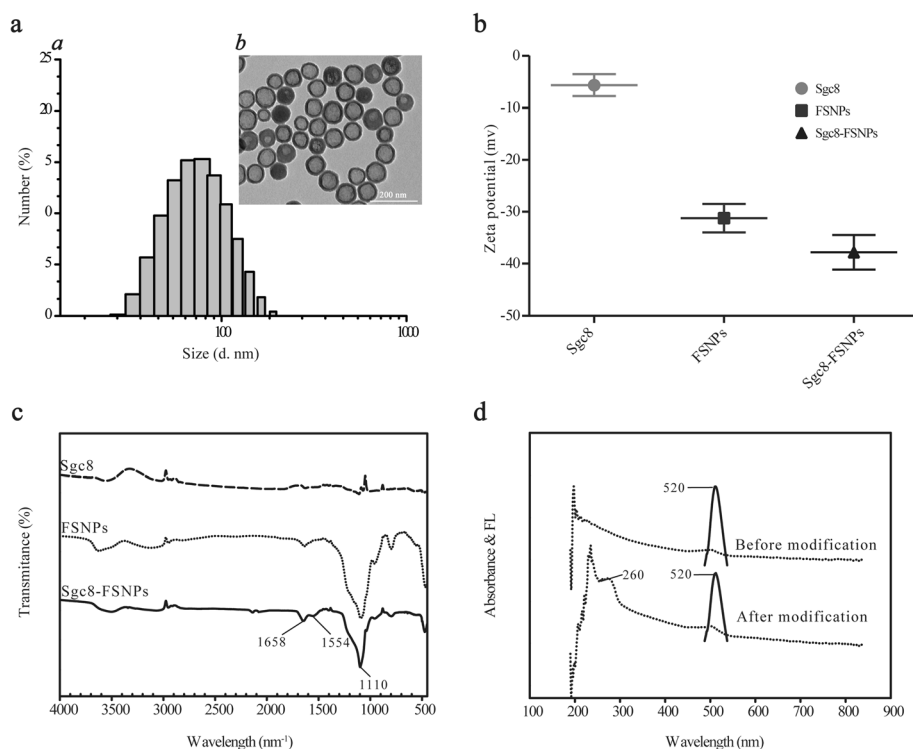 a
a
b
25
20
5
0
5
0
Number (%)
100
1000
Size (d. nm)
200 nm
b
0
-10
-20
-30
-40
-50
Zeta potential (mv)
Sgc8
FSNPs
Sgc8-FSNPs
Sgc8
FSNPs
Sgc8-FSNPs
c
Transmitance (%)
Sgc8
FSNPs
Sgc8-FSNPs
1658
1554
1110
4000
3500
3000
2500
2000
1500
1000
500
Wavelength (nm⁻¹)
d
Absorbance & FL
520
Before modification
260
520
After modification
100
200
300
400
500
600
700
800
900
Wavelength (nm)